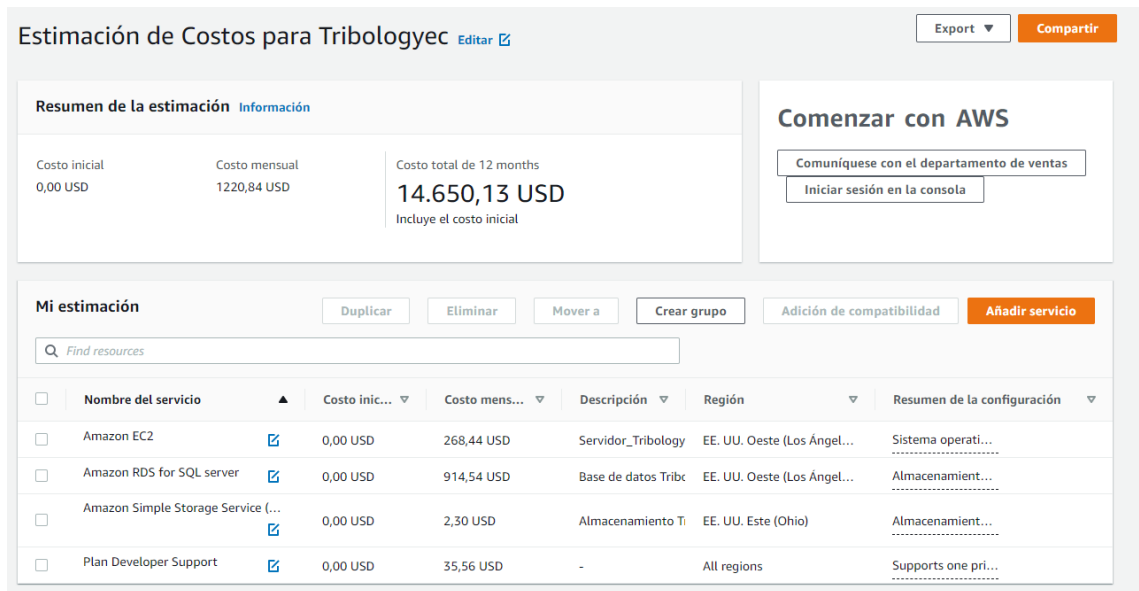 Estimación de Costos para Tribologyec Editar
Export Compartir
Resumen de la estimación Información
Costo inicial Costo mensual Costo total de 12 months
0,00 USD 1220,84 USD 14.650,13 USD
Incluye el costo inicial
Comenzar con AWS
Comuníquese con el departamento de ventas
Iniciar sesión en la consola
Mi estimación Duplicar Eliminar Mover a Crear grupo Adición de compatibilidad Añadir servicio
Find resources
Nombre del servicio Costo inic... Costo mens... Descripción Región Resumen de la configuración
Amazon EC2 0,00 USD 268,44 USD Servidor_Tribology EE. UU. Oeste (Los Ángel... Sistema operati...
Amazon RDS for SQL server 0,00 USD 914,54 USD Base de datos Tribo EE. UU. Oeste (Los Ángel... Almacenamient...
Amazon Simple Storage Service (... 0,00 USD 2,30 USD Almacenamiento T EE. UU. Este (Ohio) Almacenamient...
Plan Developer Support 0,00 USD 35,56 USD - All regions Supports one pri...